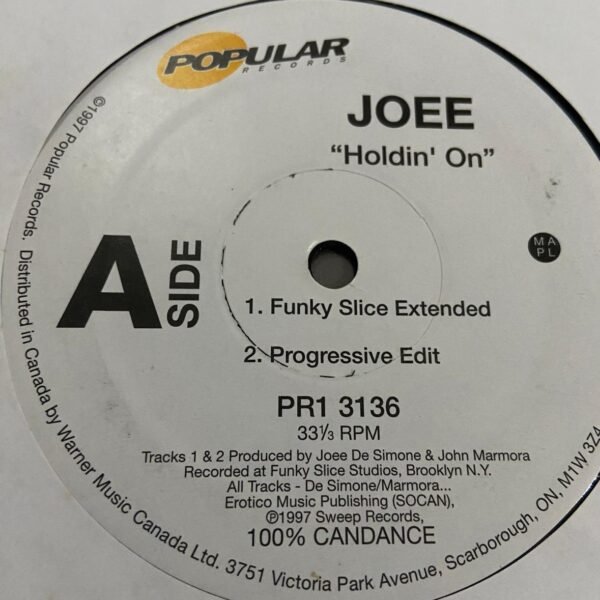 POPULAR
RECORDS
JOEE
“Holdin' On”
A SIDE
MA
PL
1. Funky Slice Extended
2. Progressive Edit
PR1 3136
33⅓ RPM
Tracks 1 & 2 Produced by Joee De Simone & John Marmora
Recorded at Funky Slice Studios, Brooklyn N.Y.
All Tracks - De Simone/Marmora...
Erotico Music Publishing (SOCAN),
℗1997 Sweep Records,
100% CANDANCE
©1997 Popular Records. Distributed in Canada by Warner Music Canada Ltd. 3751 Victoria Park Avenue, Scarborough, ON, M1W 3Z4